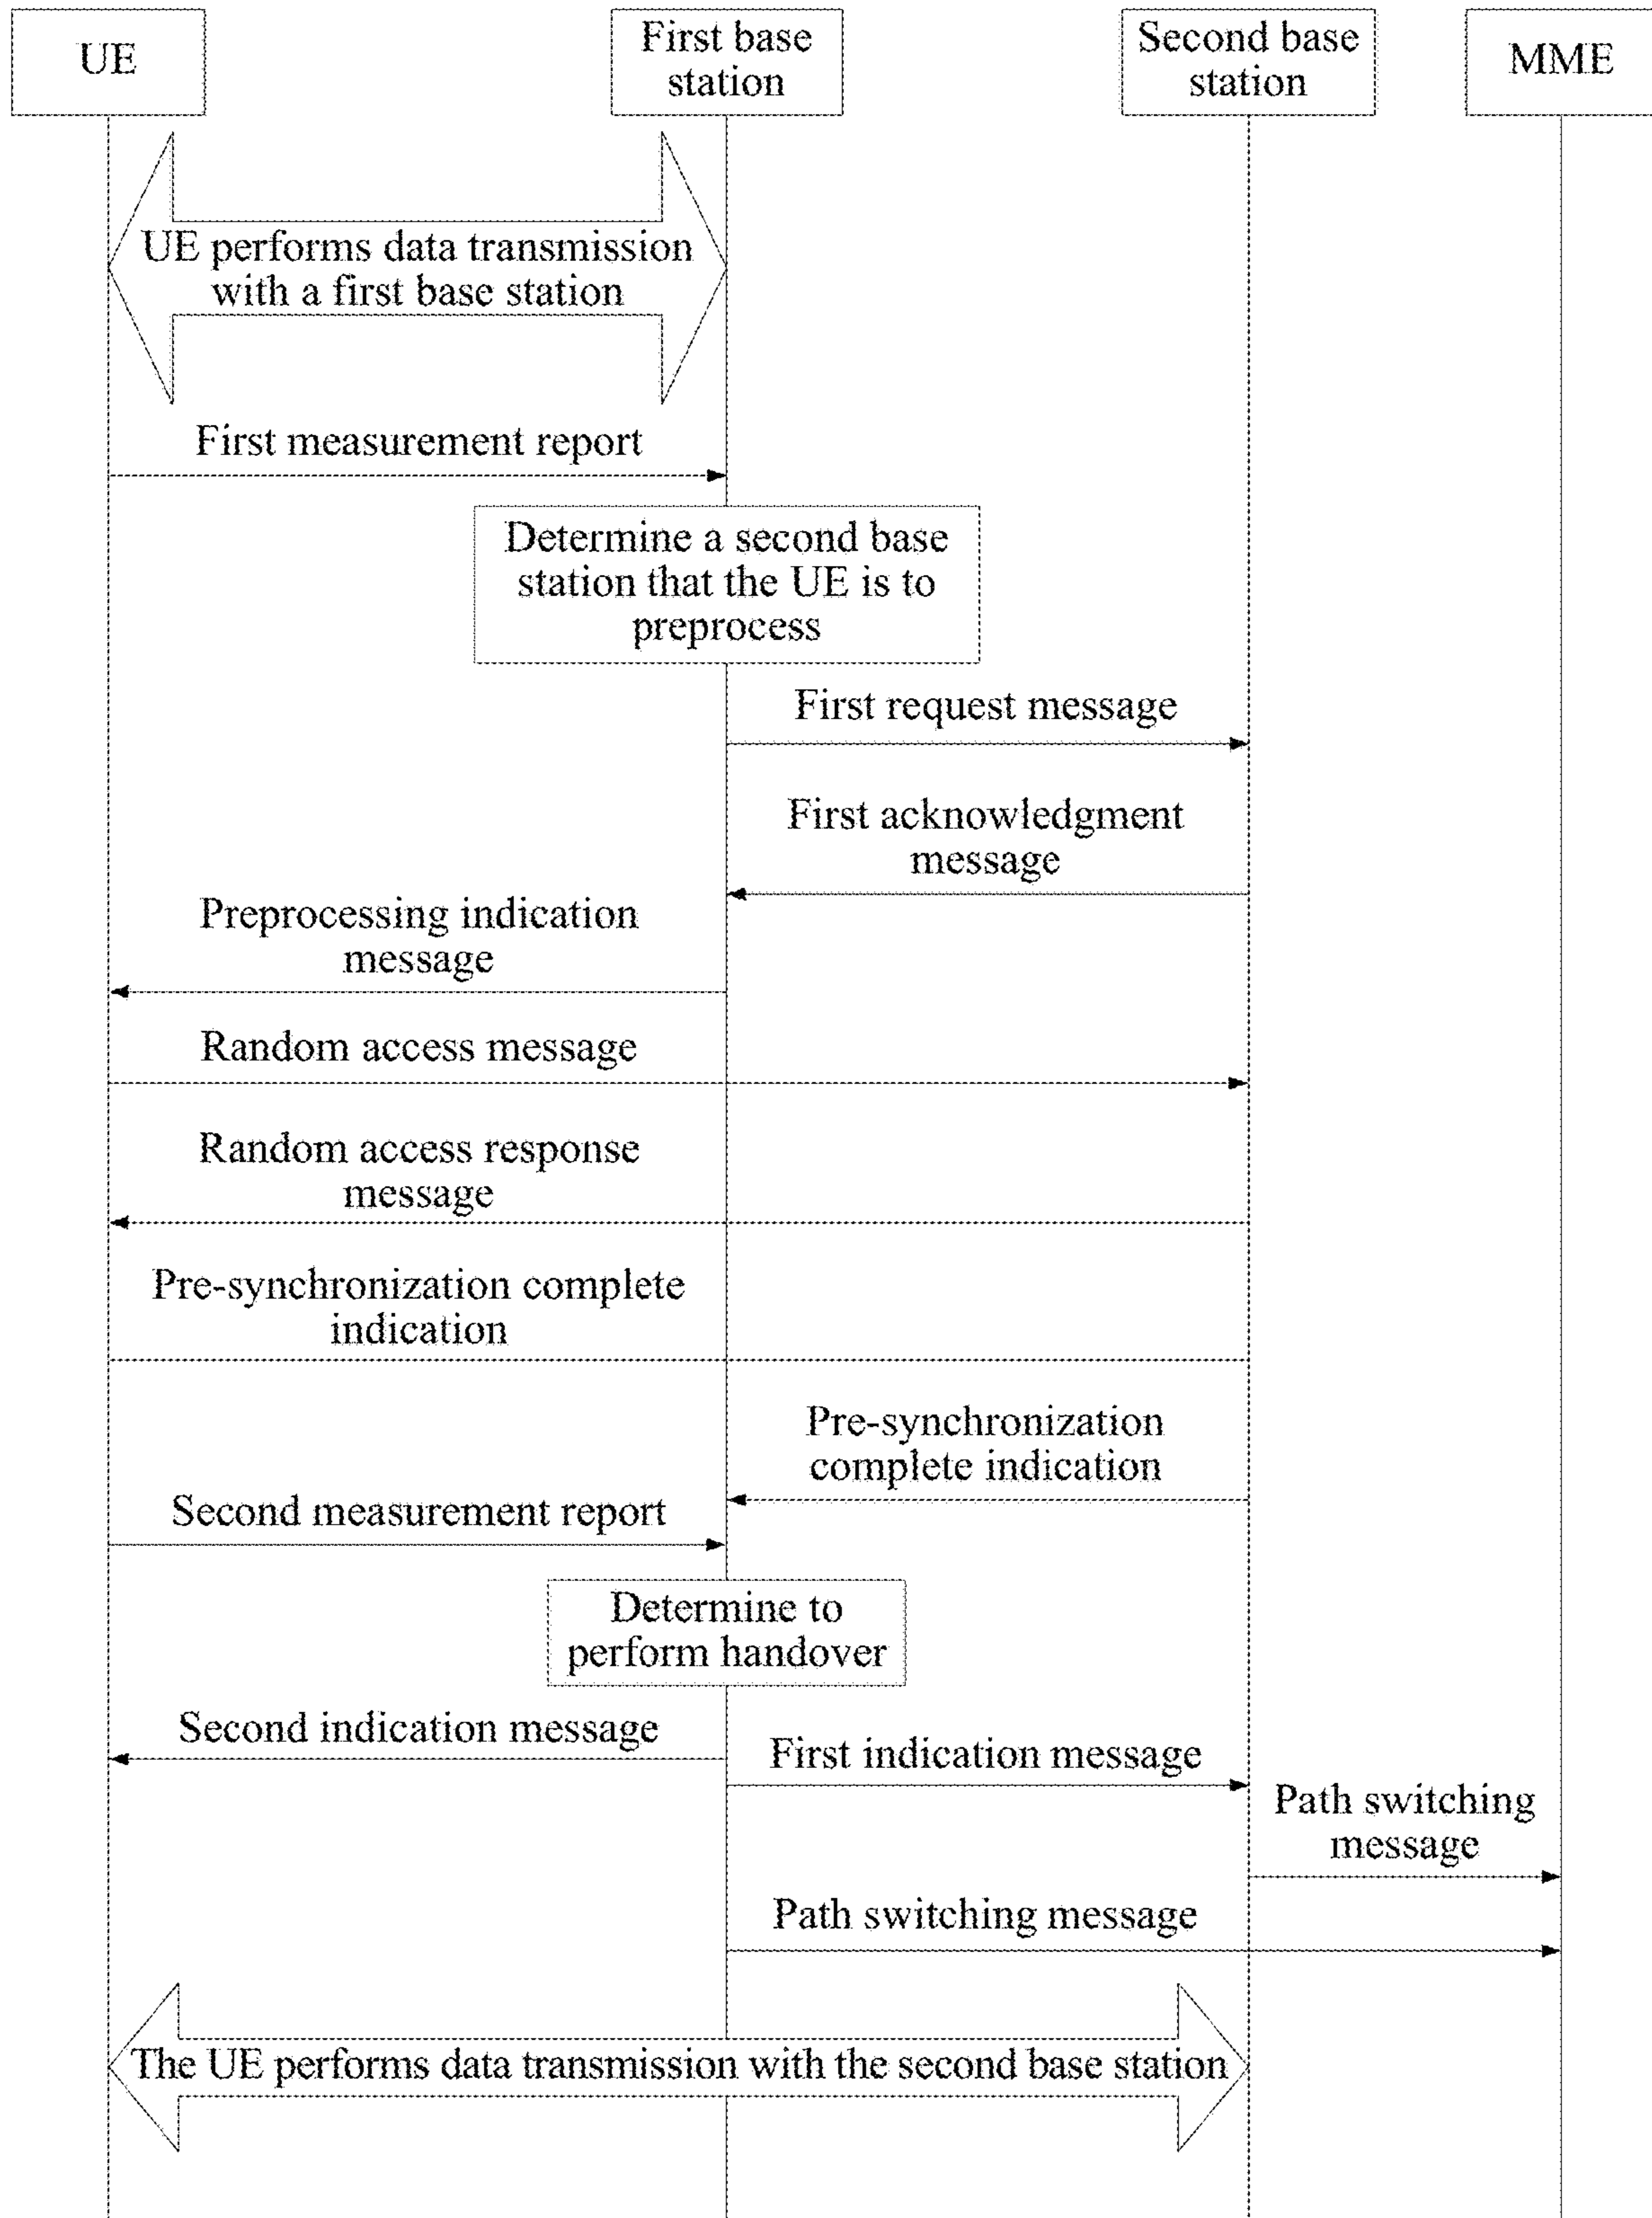 UE
First base
station
Second base
station
MME
UE performs data transmission
with a first base station
First measurement report
Determine a second base
station that the UE is to
preprocess
First request message
First acknowledgment
message
Preprocessing indication
message
Random access message
Random access response
message
Pre-synchronization complete
indication
Pre-synchronization
complete indication
Second measurement report
Determine to
perform handover
Second indication message
First indication message
Path switching
message
Path switching message
The UE performs data transmission with the second base station